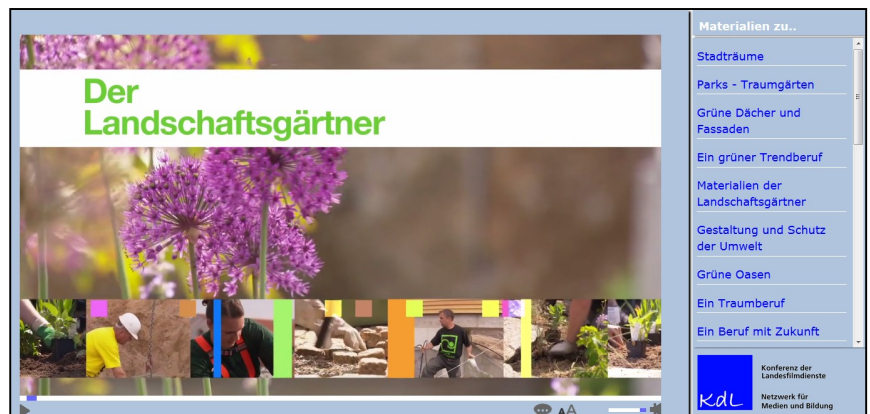 Der
Landschaftsgärtner
Materialien zu..
Stadträume
Parks - Traumgärten
Grüne Dächer und
Fassaden
Ein grüner Trendberuf
Materialien der
Landschaftsgärtner
Gestaltung und Schutz
der Umwelt
Grüne Oasen
Ein Traumberuf
Ein Beruf mit Zukunft
KdL
Konferenz der
Landesfilmdienste
Netzwerk für
Medien und Bildung
AA